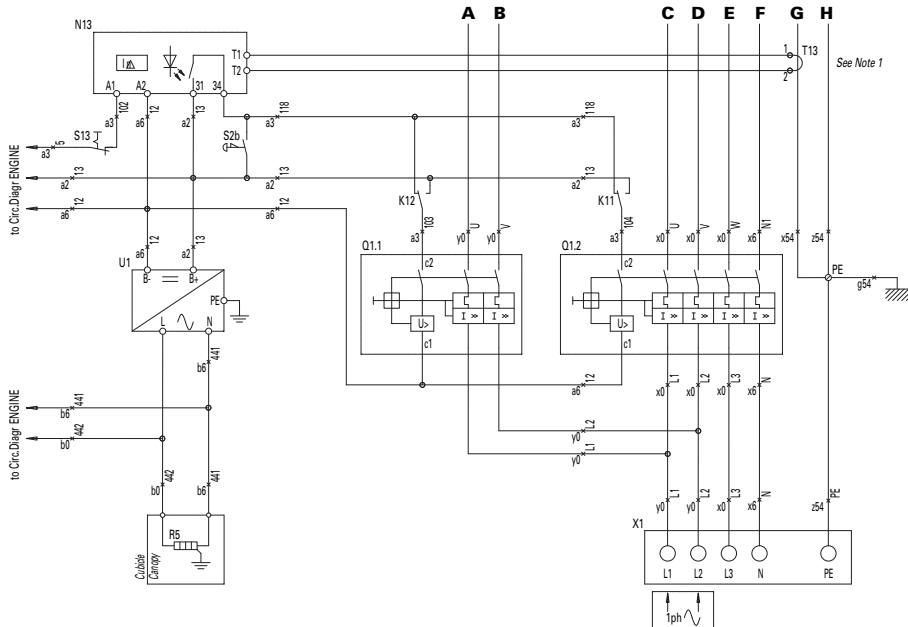 A B C D E F G H
N13
T1 1 T13
T2 2
See Note 1
A1 A2 31 34
102 12 13 118 118
a3 a6 a2 a3 a3
S13 S2b
5
a3
13 13 13
a2 a2 a2
12 12
a6 a6
to Circ.Diagr ENGINE
K12 K11
103 U V 104 U V W N1
a3 y0 y0 a3 x0 x0 x0 x6 x54 z54
12 13
a6 a2
U1
B- B+
PE
L N
Q1.1 Q1.2
c2 c2
U> I » I » U> I » I » I » I »
c1 c1
PE
g54
441
b6
12
a6
L1 L2 L3 N
x0 x0 x0 x6
to Circ.Diagr ENGINE
441
b6
442
b0
L2
y0
L1
y0
442 441
b0 b6
L1 L2 L3 N PE
y0 y0 x0 x6 z54
R5
Cubicle
Canopy
X1
L1 L2 L3 N PE
1ph